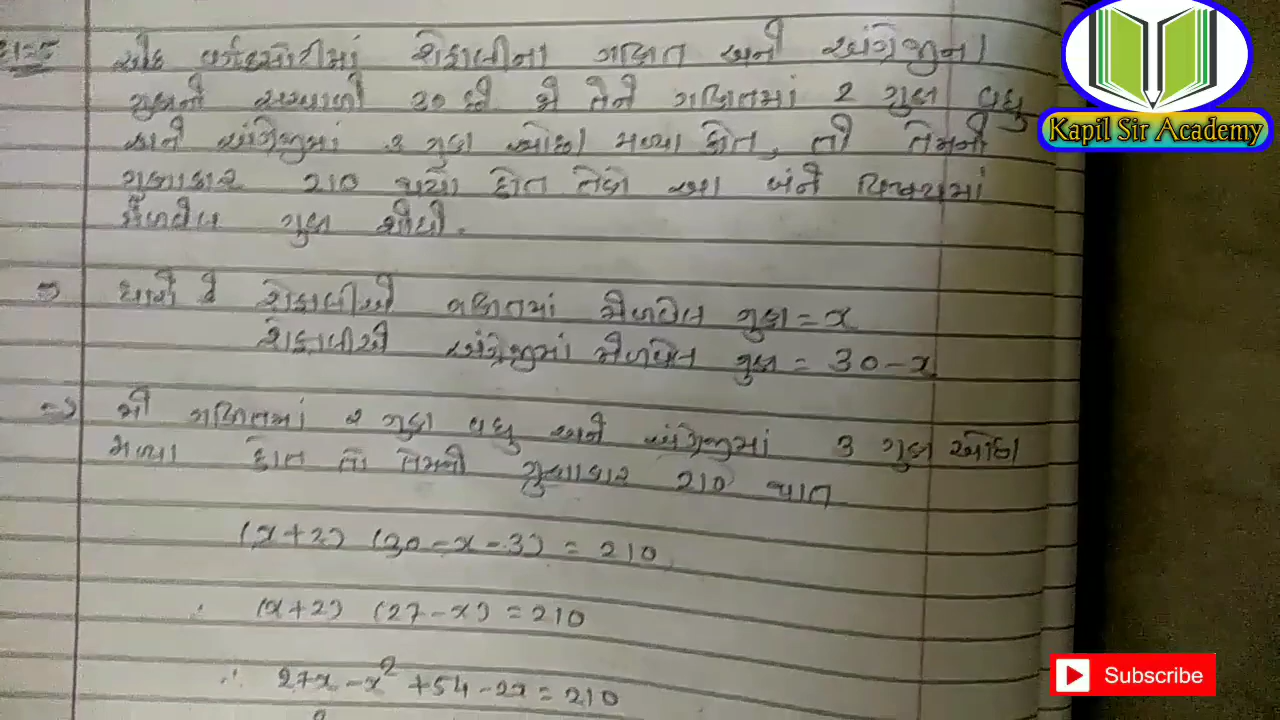 એક વર્ગકસોટીમાં શેફાલીના ગણિત અને અંગ્રેજીના
ગુણનો સરવાળો 30 છે જો તેને ગણિતમાં 2 ગુણ વધુ
અને અંગ્રેજીમાં 3 ગુણ ઓછા મળ્યા હોત, તો તેમનો
ગુણાકાર 210 થયો હોત તેણે આ બંને વિષયમાં
મેળવેલ ગુણ શોધો.
⇒ ધારો કે શેફાલીએ ગણિતમાં મેળવેલ ગુણ = x
શેફાલીએ અંગ્રેજીમાં મેળવેલ ગુણ = 30 - x
⇒ જો ગણિતમાં 2 ગુણ વધુ અને અંગ્રેજીમાં 3 ગુણ ઓછા
મળ્યા હોત તો તેમનો ગુણાકાર 210 થાત
(x + 2) (30 - x - 3) = 210
∴ (x + 2) (27 - x) = 210
∴ 27x - x² + 54 - 2x = 210
Kapil Sir Academy
Subscribe